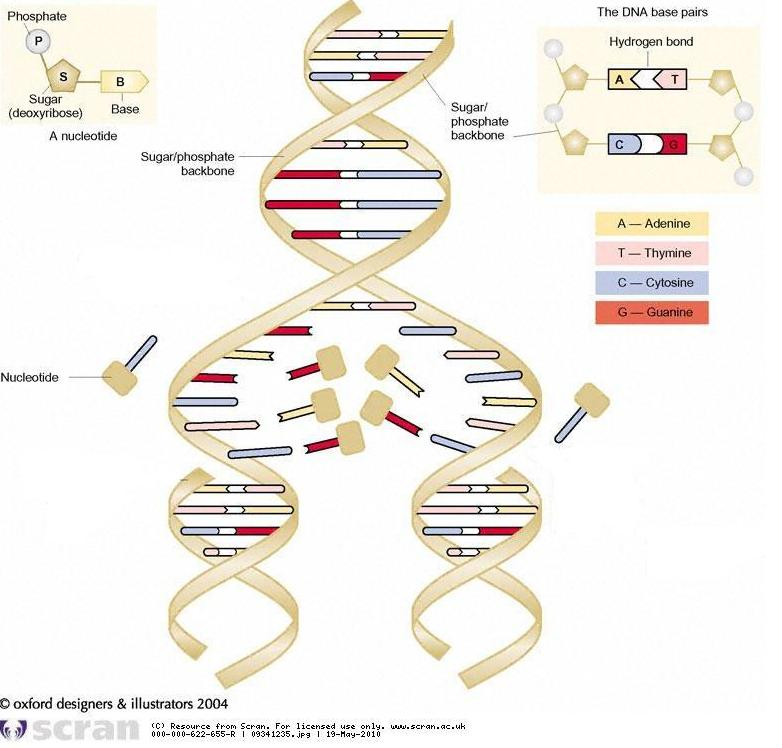 Phosphate
P
S
B
Sugar
(deoxyribose)
Base
A nucleotide
The DNA base pairs
Hydrogen bond
A
T
C
G
Sugar/
phosphate
backbone
Sugar/phosphate
backbone
A — Adenine
T — Thymine
C — Cytosine
G — Guanine
Nucleotide
© oxford designers & illustrators 2004
scran
(C) Resource from Scran. For licensed use only. www.scran.ac.uk
000-000-622-655-R | 09341235.jpg | 19-May-2010